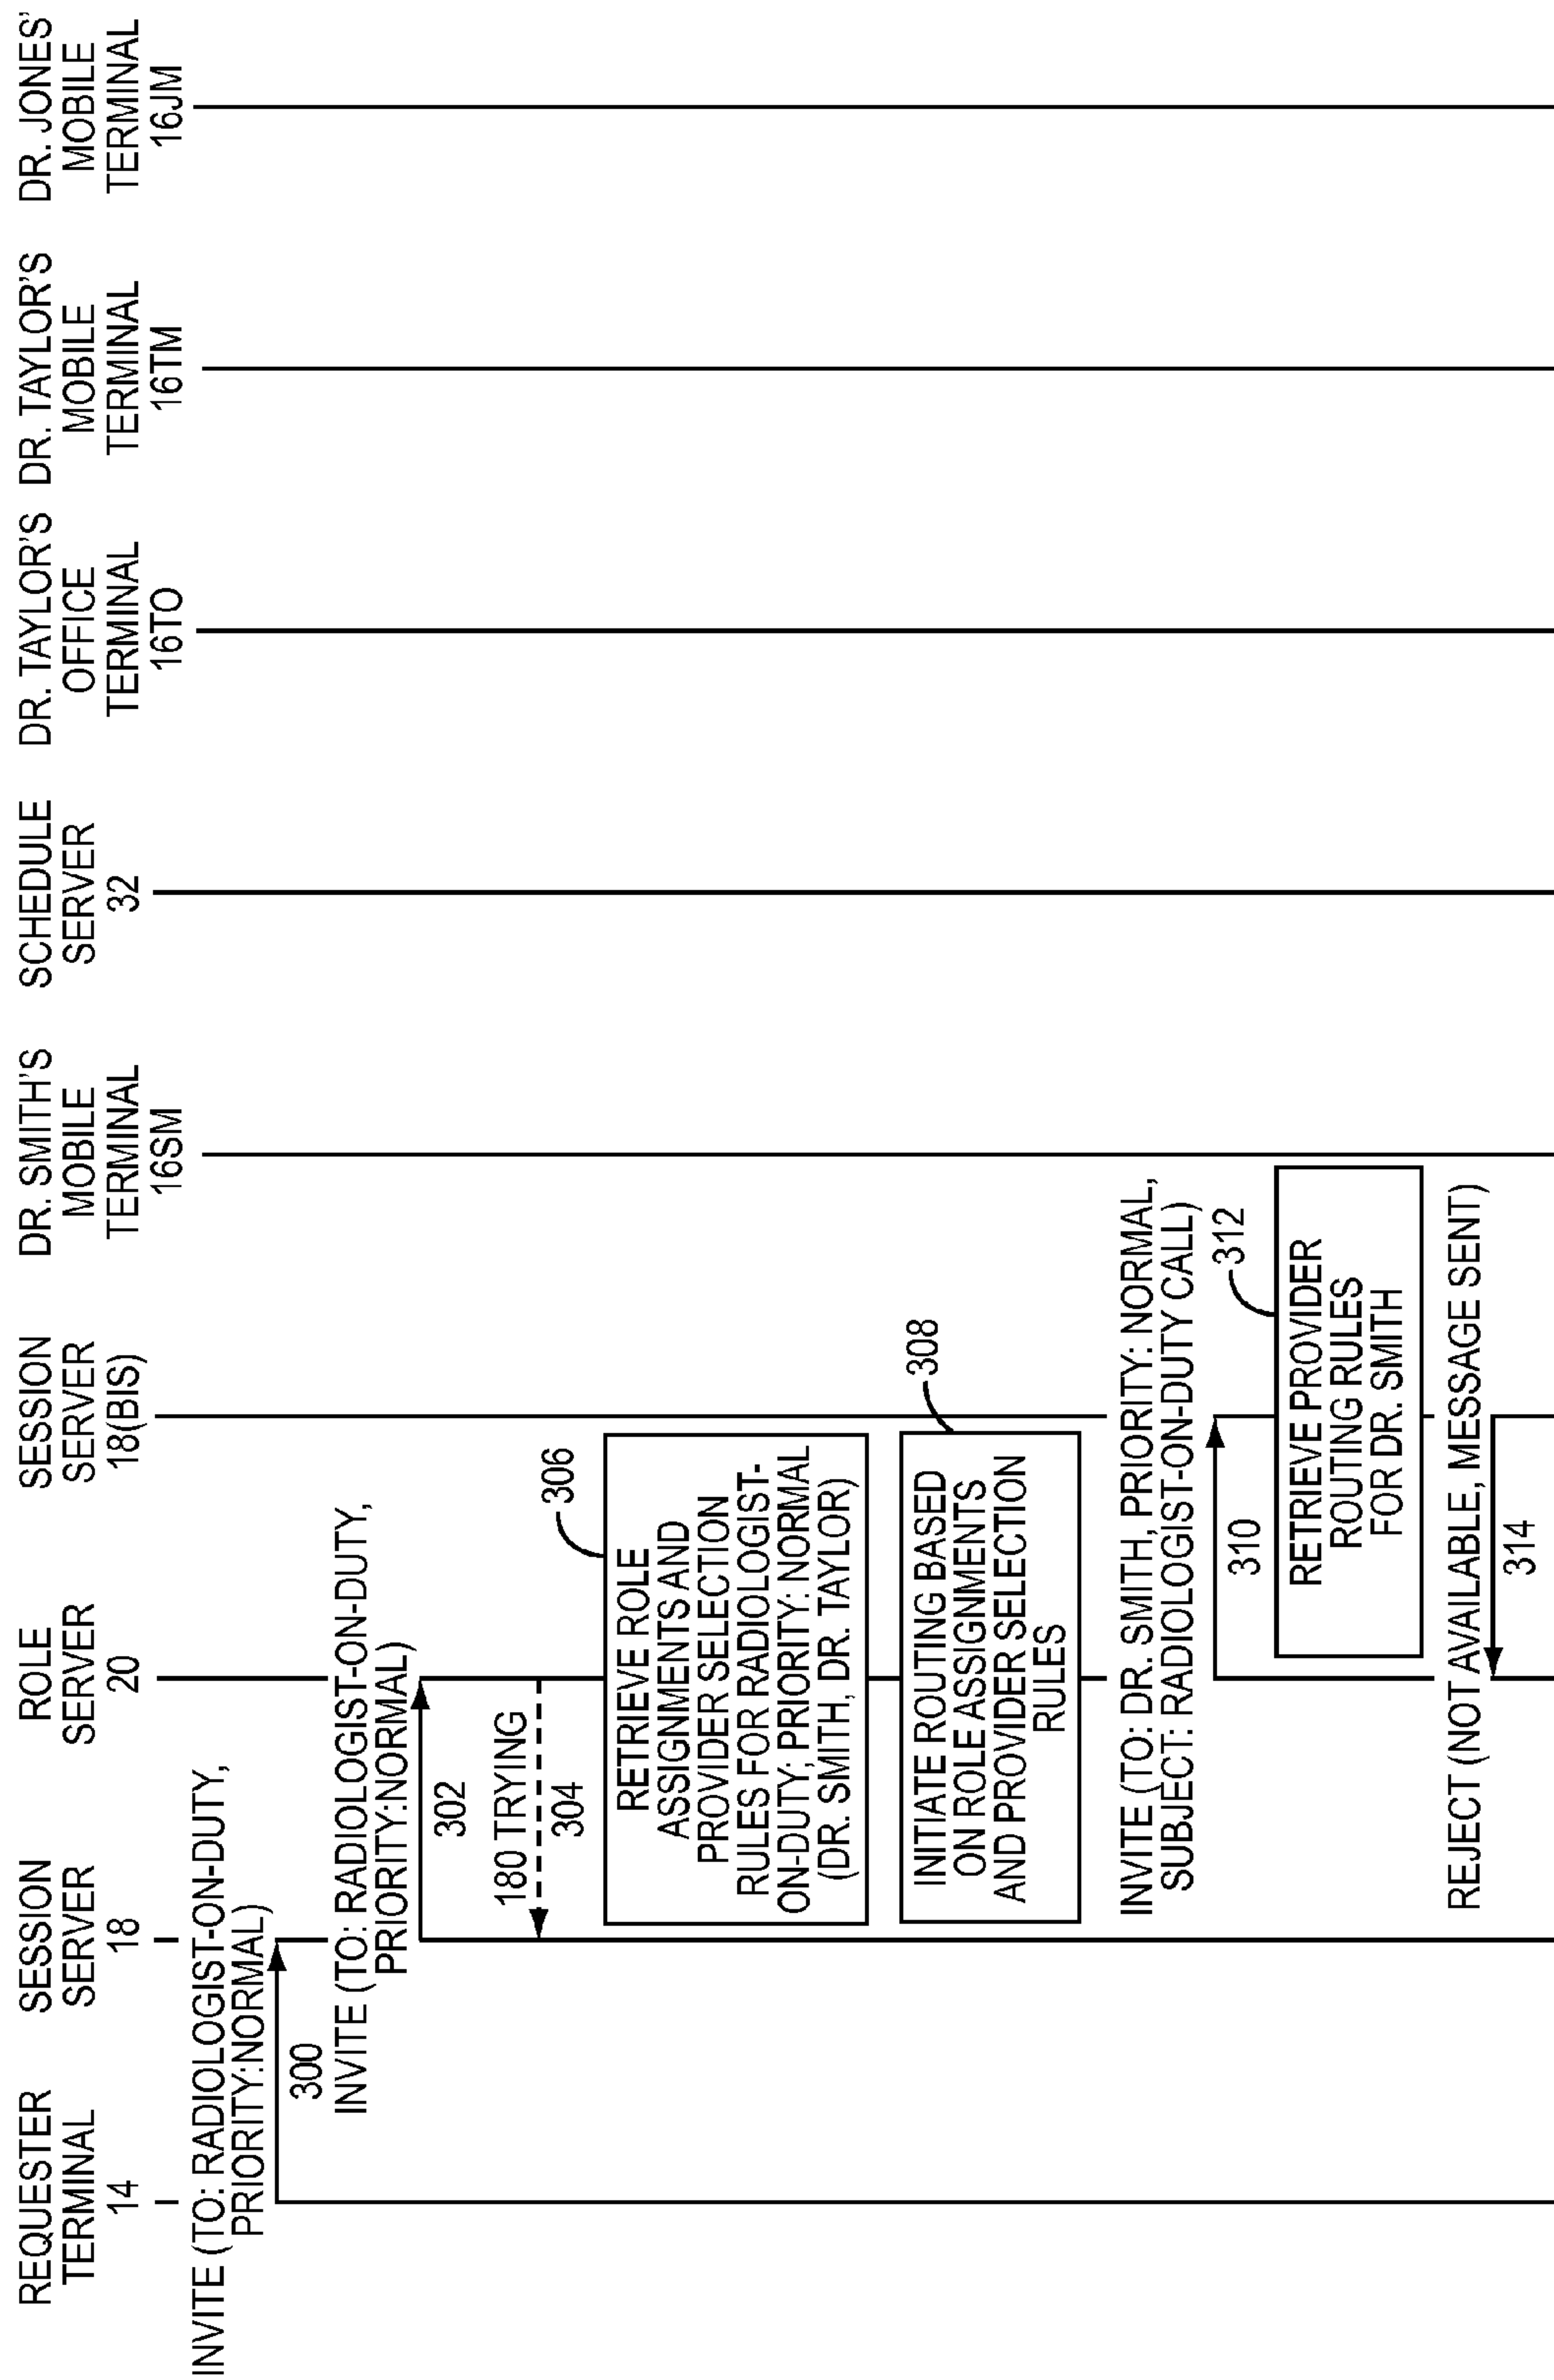 REQUESTER
TERMINAL
14
SESSION
SERVER
18
ROLE
SERVER
20
SESSION
SERVER
18(BIS)
DR. SMITH'S
MOBILE
TERMINAL
16SM
SCHEDULE
SERVER
32
DR. TAYLOR'S
OFFICE
TERMINAL
16TO
DR. TAYLOR'S
MOBILE
TERMINAL
16TM
DR. JONES'
MOBILE
TERMINAL
16JM
INVITE (TO: RADIOLOGIST-ON-DUTY,
PRIORITY:NORMAL)
300
INVITE (TO: RADIOLOGIST-ON-DUTY,
PRIORITY:NORMAL)
302
180 TRYING
304
306
RETRIEVE ROLE
ASSIGNMENTS AND
PROVIDER SELECTION
RULES FOR RADIOLOGIST-
ON-DUTY; PRIORITY: NORMAL
(DR. SMITH, DR. TAYLOR)
308
INITIATE ROUTING BASED
ON ROLE ASSIGNMENTS
AND PROVIDER SELECTION
RULES
INVITE (TO: DR. SMITH, PRIORITY: NORMAL,
SUBJECT: RADIOLOGIST-ON-DUTY CALL)
310
312
RETRIEVE PROVIDER
ROUTING RULES
FOR DR. SMITH
REJECT (NOT AVAILABLE, MESSAGE SENT)
314